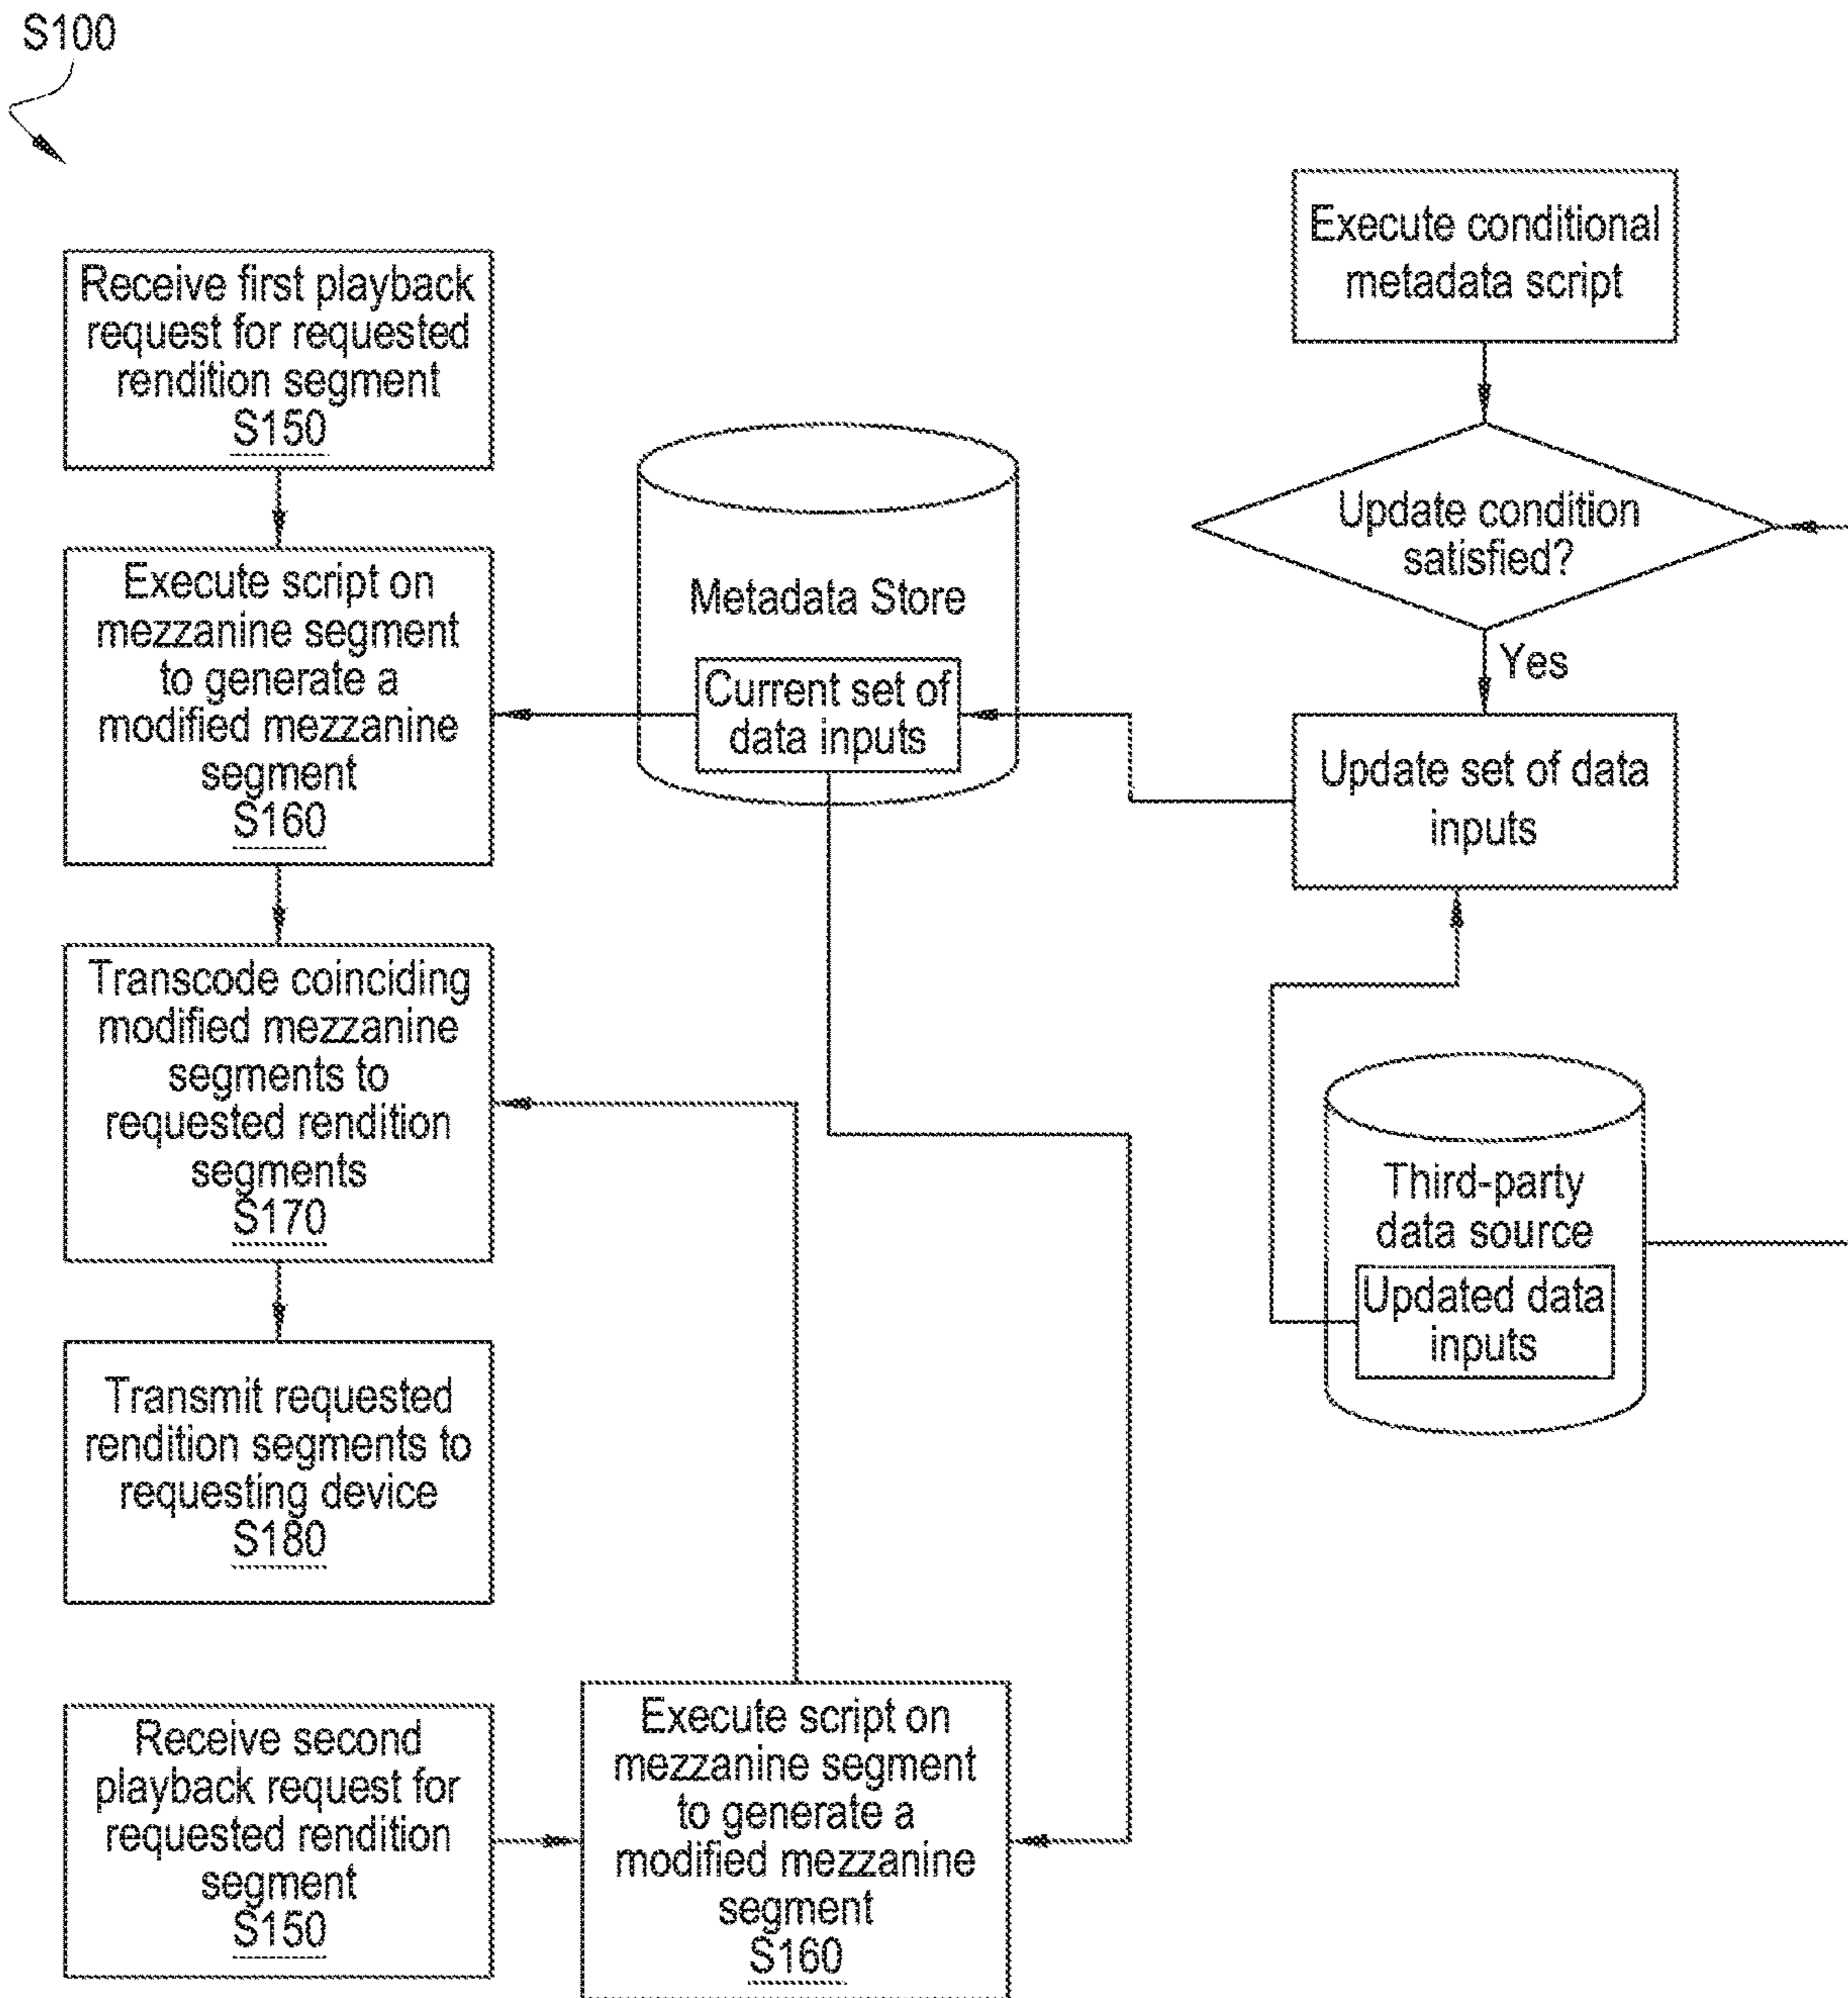 S100
Receive first playback
request for requested
rendition segment
S150
Execute script on
mezzanine segment
to generate a
modified mezzanine
segment
S160
Transcode coinciding
modified mezzanine
segments to
requested rendition
segments
S170
Transmit requested
rendition segments to
requesting device
S180
Receive second
playback request for
requested rendition
segment
S150
Execute script on
mezzanine segment
to generate a
modified mezzanine
segment
S160
Metadata Store
Current set of
data inputs
Execute conditional
metadata script
Update condition
satisfied?
Yes
Update set of data
inputs
Third-party
data source
Updated data
inputs